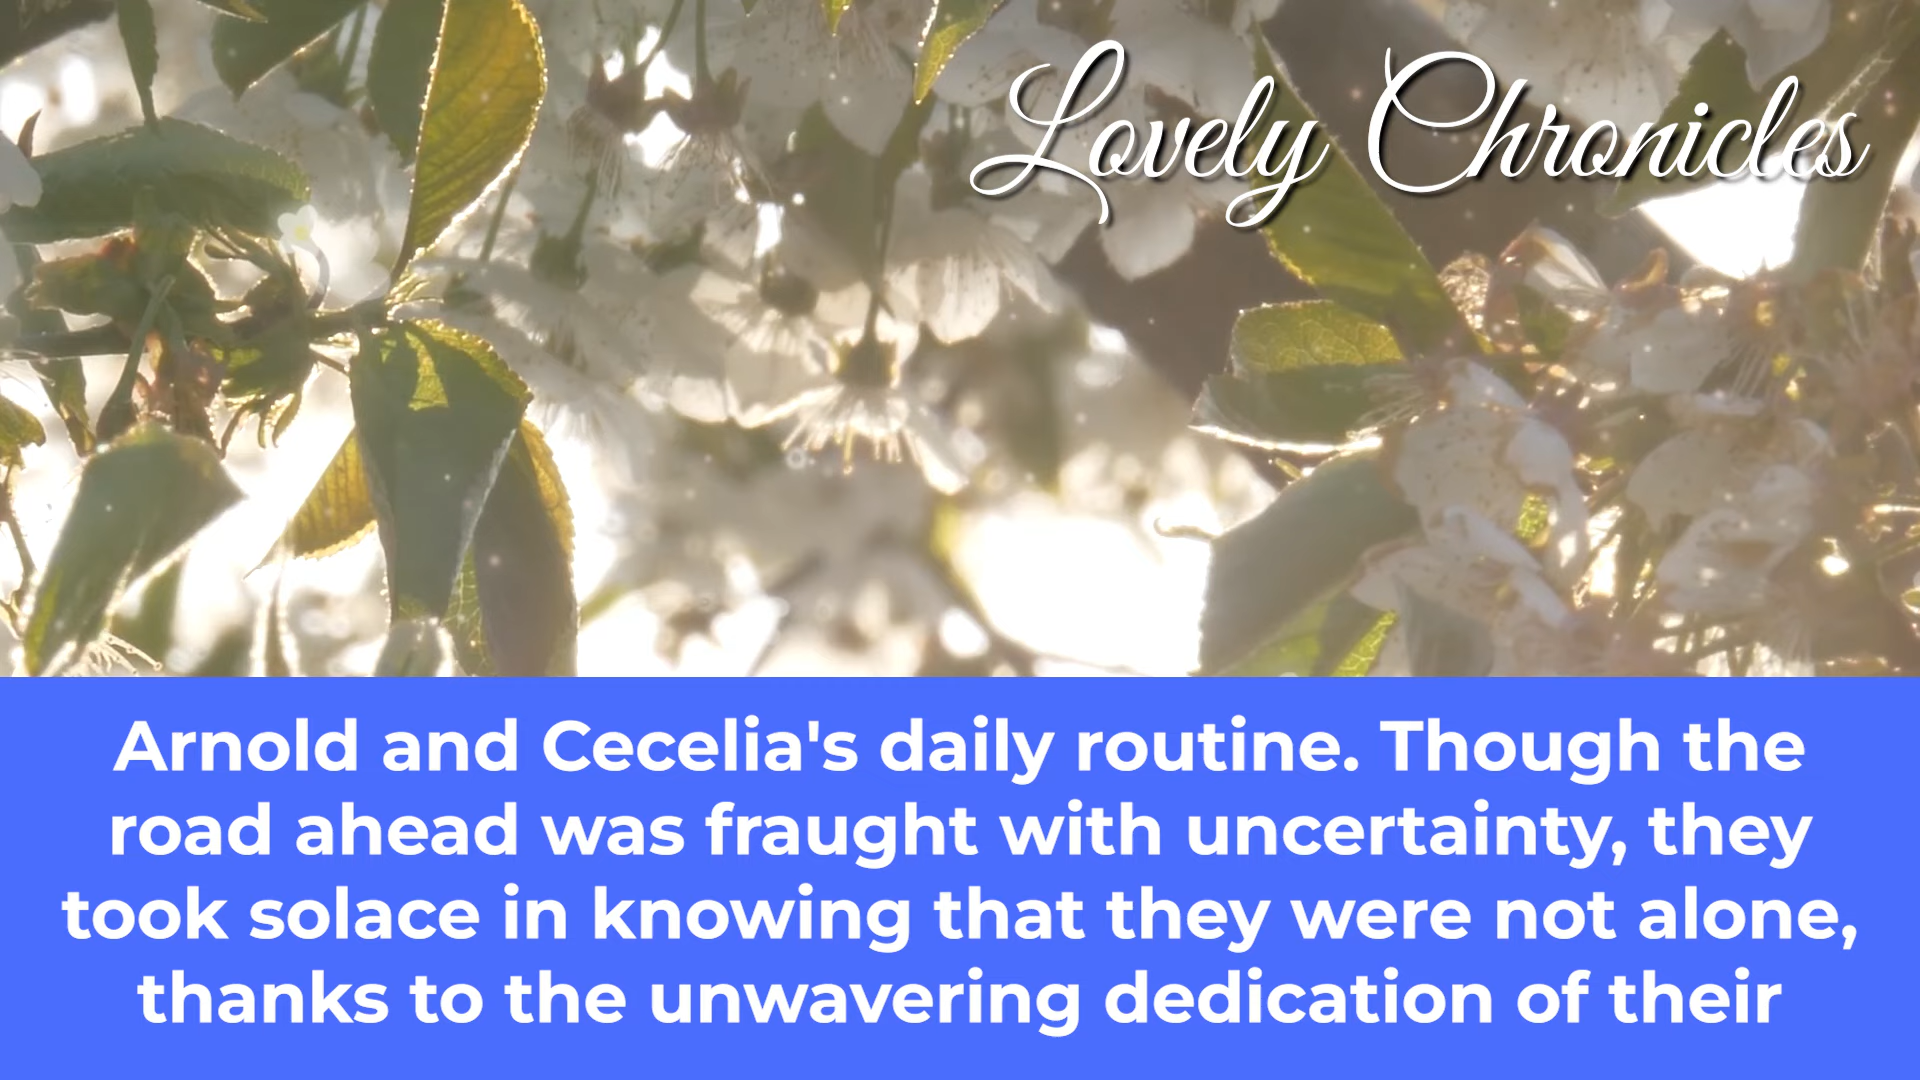 Lovely Chronicles
Arnold and Cecelia's daily routine. Though the
road ahead was fraught with uncertainty, they
took solace in knowing that they were not alone,
thanks to the unwavering dedication of their